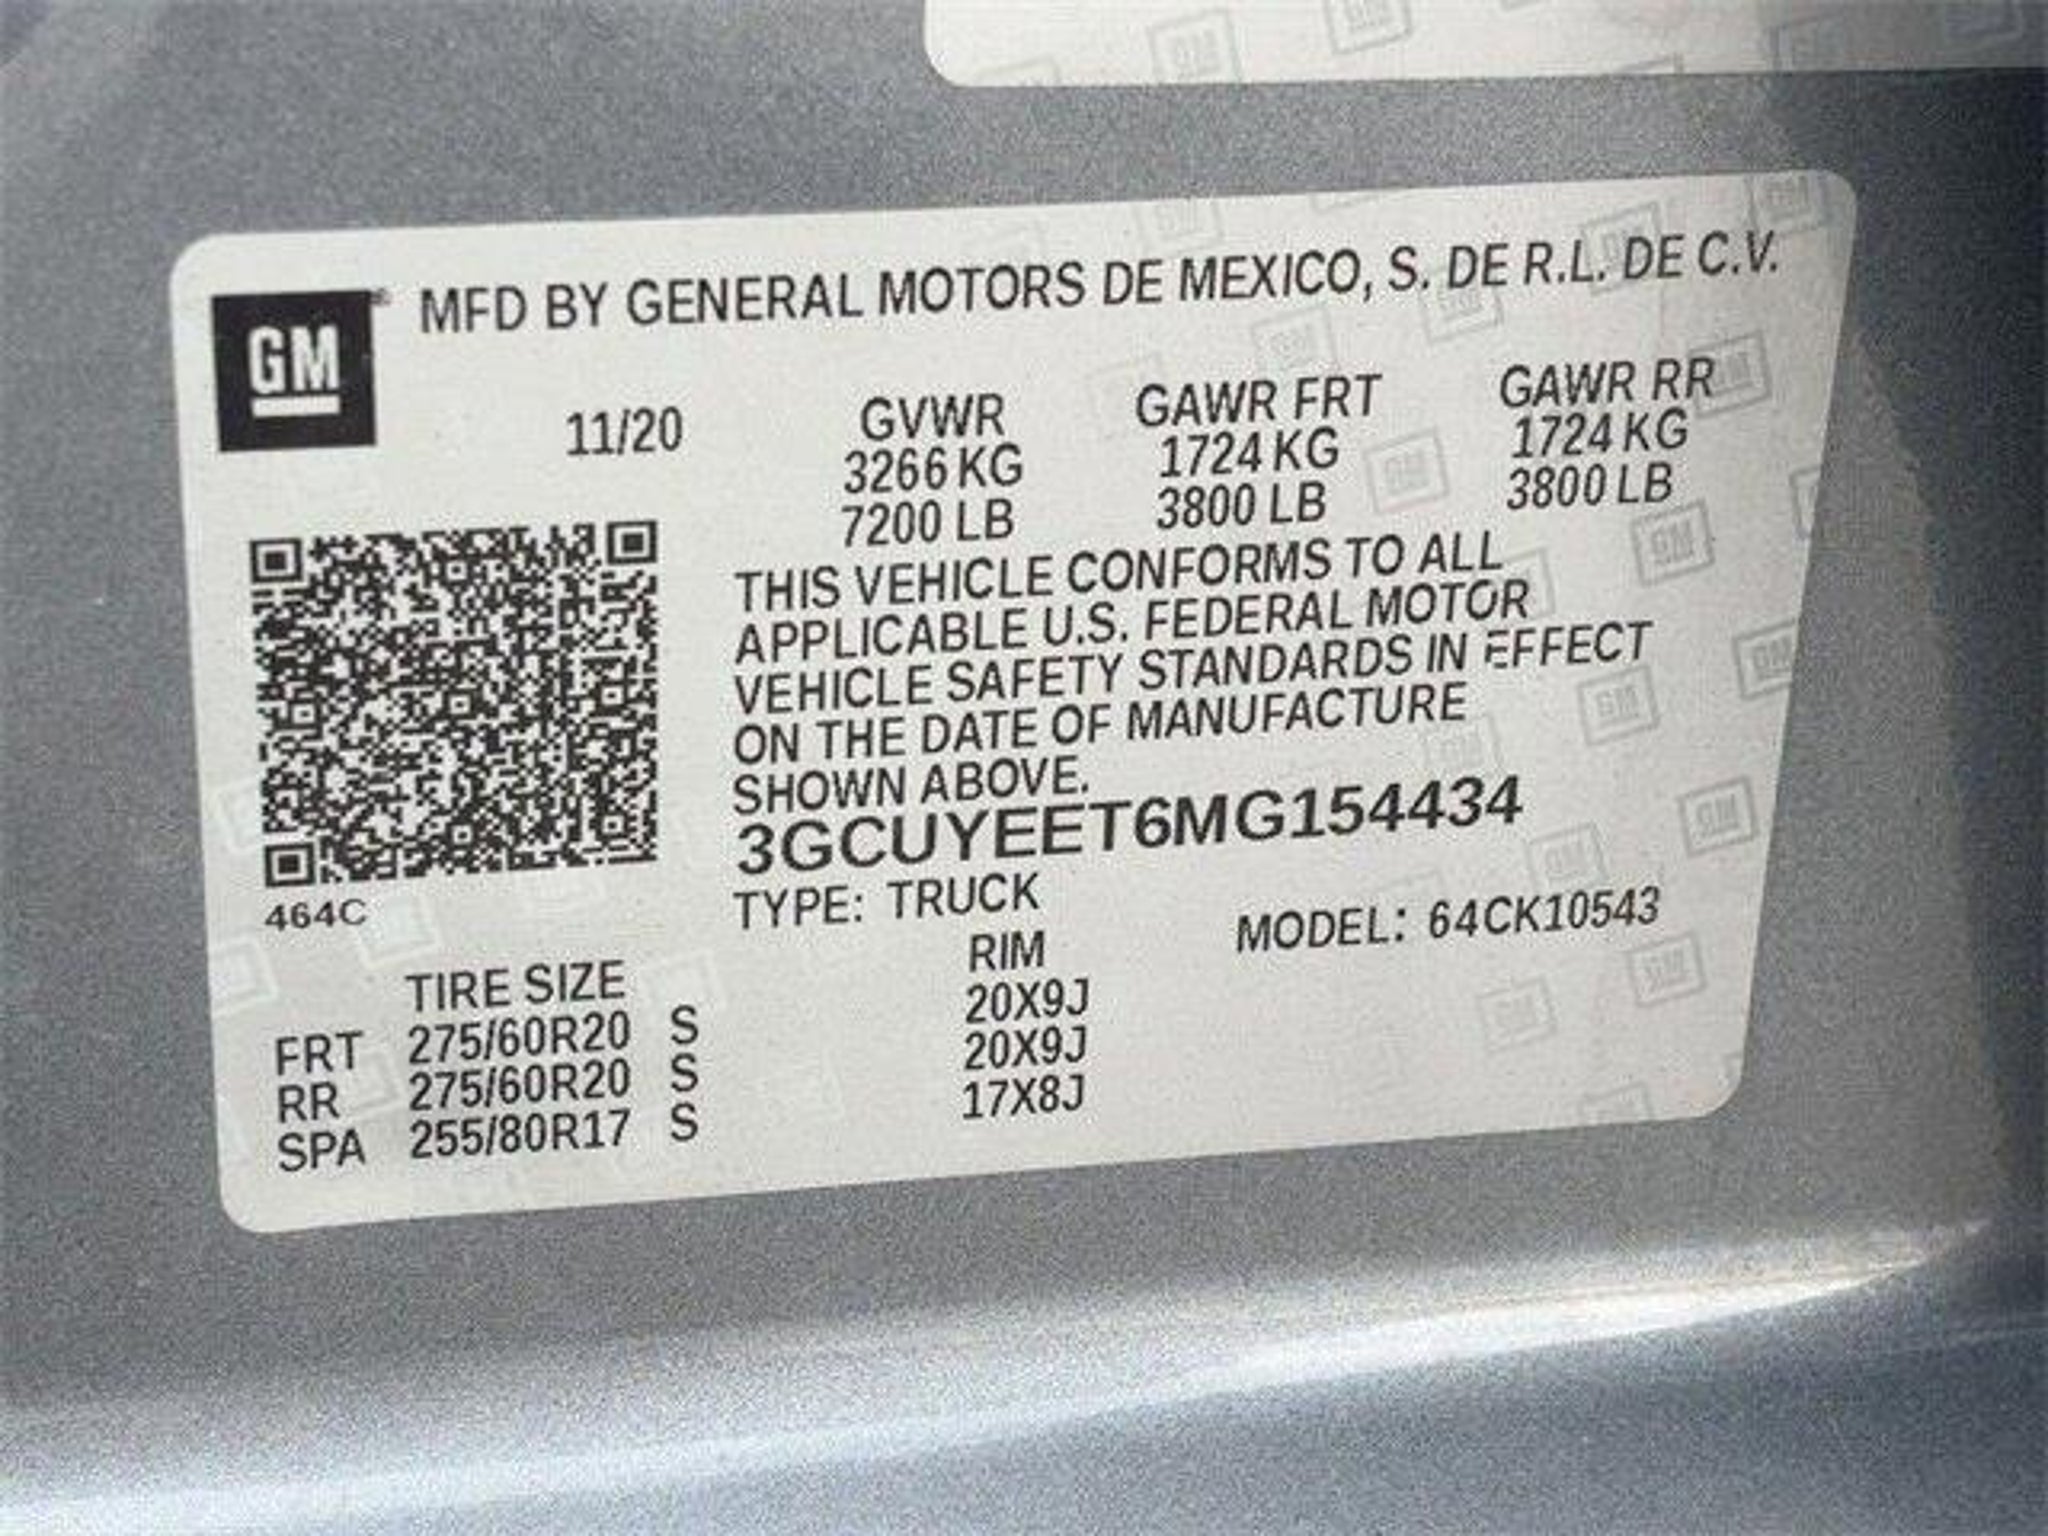 GM
MFD BY GENERAL MOTORS DE MEXICO, S. DE R.L. DE C.V.
11/20 GVWR GAWR FRT GAWR RR
3266 KG 1724 KG 1724 KG
7200 LB 3800 LB 3800 LB
THIS VEHICLE CONFORMS TO ALL
APPLICABLE U.S. FEDERAL MOTOR
VEHICLE SAFETY STANDARDS IN EFFECT
ON THE DATE OF MANUFACTURE
SHOWN ABOVE.
3GCUYEET6MG154434
464C
TYPE: TRUCK MODEL: 64CK10543
TIRE SIZE RIM
FRT 275/60R20 S 20X9J
RR 275/60R20 S 20X9J
SPA 255/80R17 S 17X8J